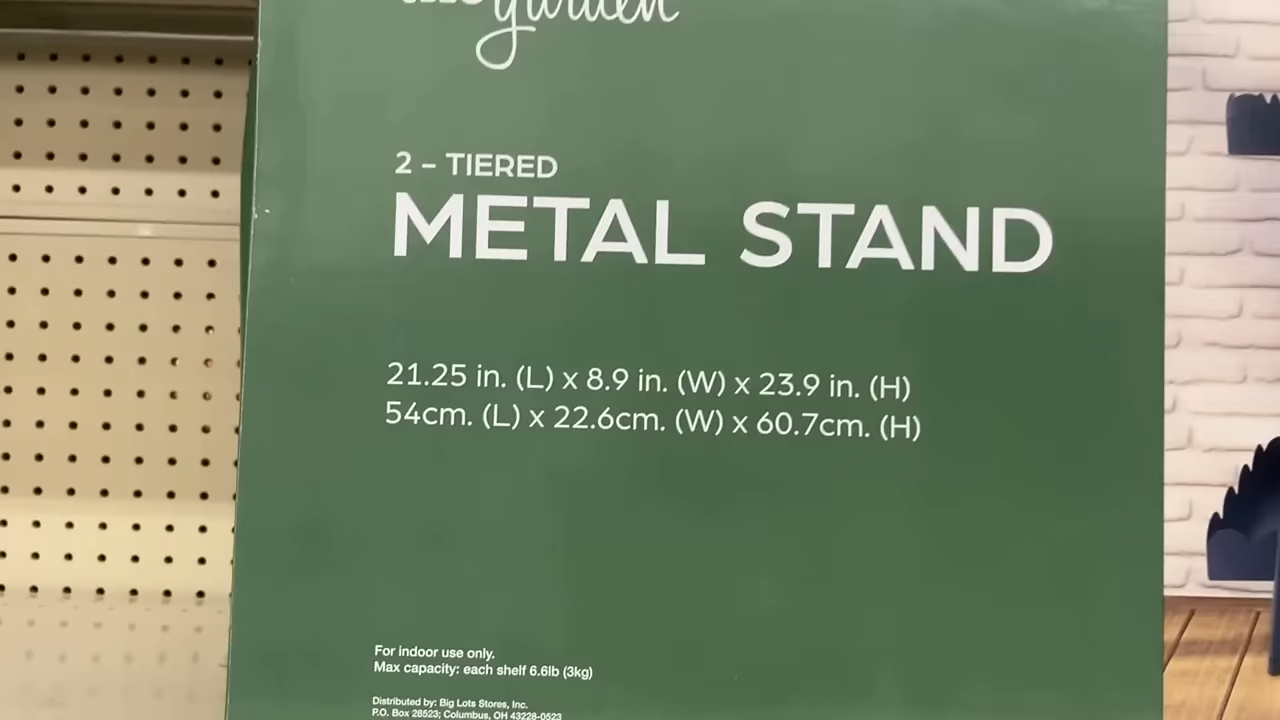 garden
2 – TIERED
METAL STAND
21.25 in. (L) x 8.9 in. (W) x 23.9 in. (H)
54cm. (L) x 22.6cm. (W) x 60.7cm. (H)
For indoor use only.
Max capacity: each shelf 6.6lb (3kg)
Distributed by: Big Lots Stores, Inc.
P.O. Box 28523; Columbus, OH 43228-0523